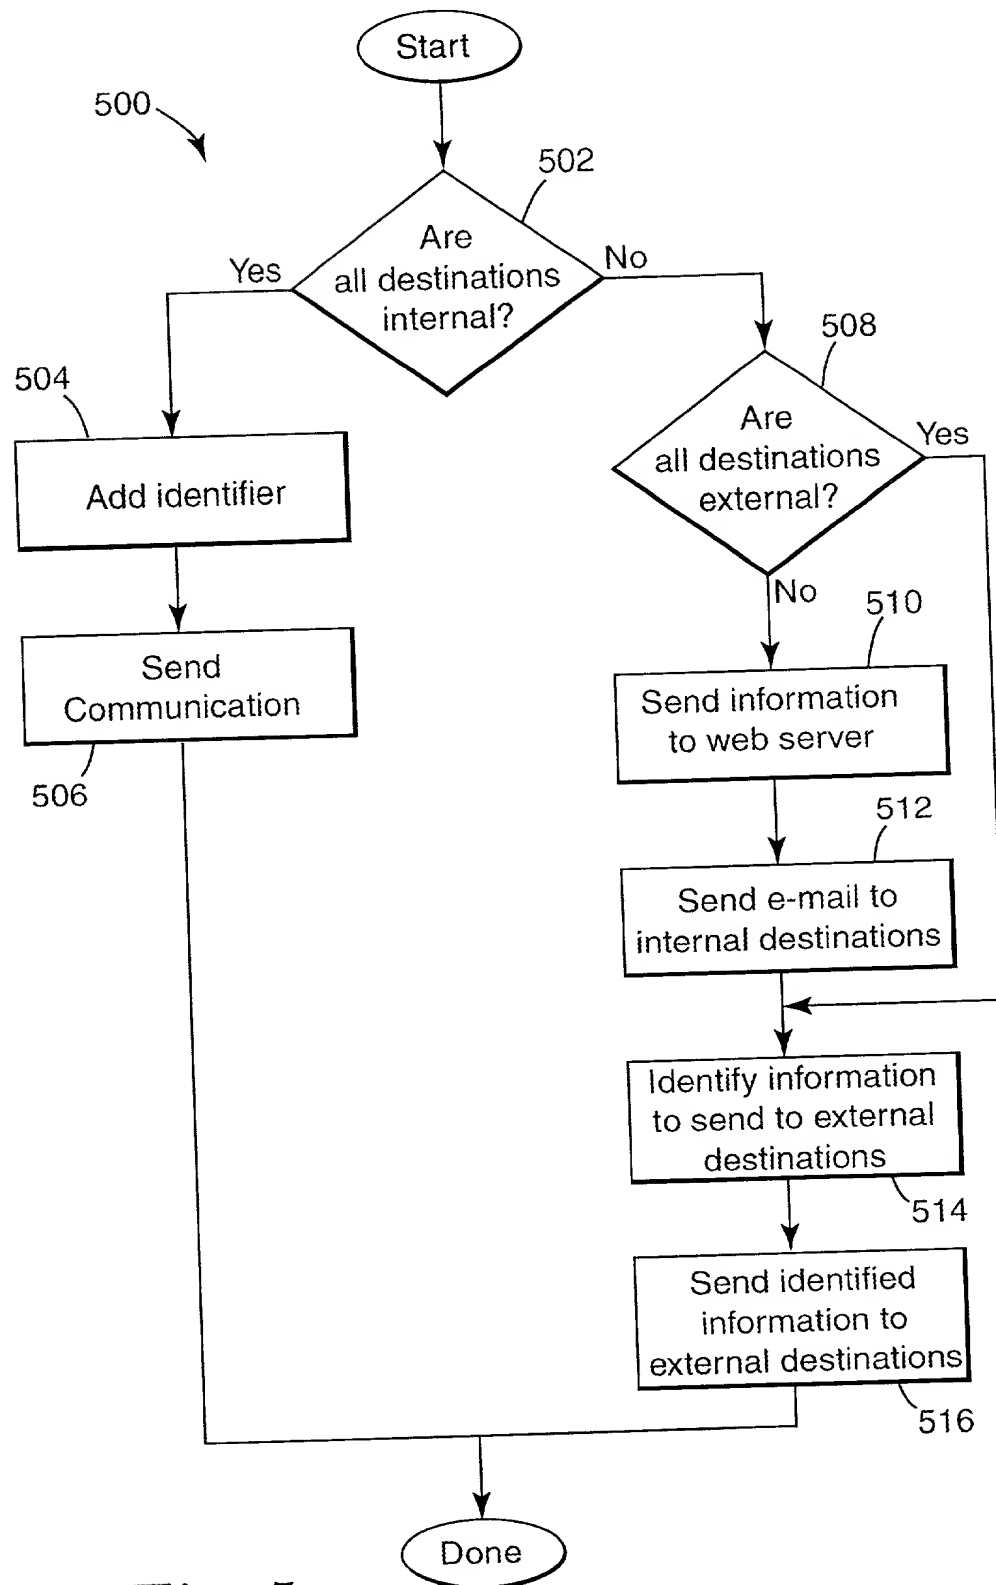 Start
500
502
Are
all destinations
internal?
Yes
No
504
508
Add identifier
Are
all destinations
external?
Yes
No
Send
Communication
506
510
Send information
to web server
512
Send e-mail to
internal destinations
Identify information
to send to external
destinations
514
Send identified
information to
external destinations
516
Done